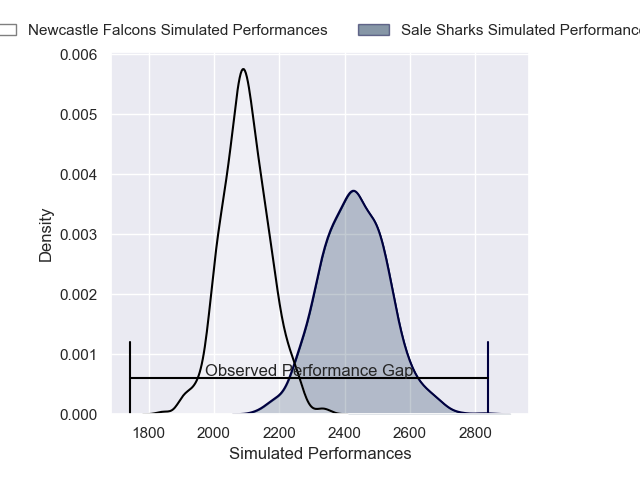 Newcastle Falcons Simulated Performances
Sale Sharks Simulated Performance
0.006
0.005
0.004
0.003
0.002
0.001
0.000
Density
Observed Performance Gap
1800 2000 2200 2400 2600 2800
Simulated Performances